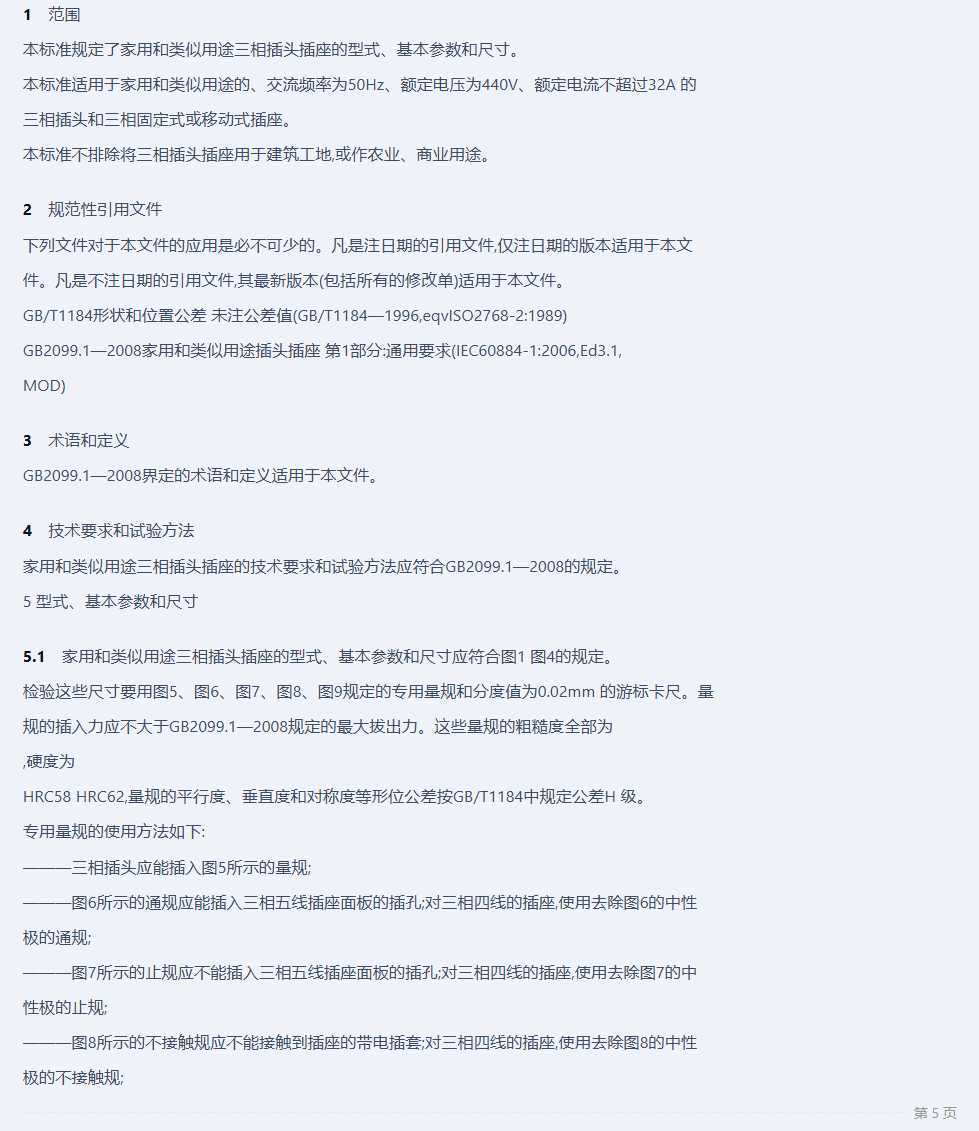 1 范围
本标准规定了家用和类似用途三相插头插座的型式、基本参数和尺寸。
本标准适用于家用和类似用途的、交流频率为50Hz、额定电压为440V、额定电流不超过32A 的
三相插头和三相固定式或移动式插座。
本标准不排除将三相插头插座用于建筑工地,或作农业、商业用途。
2 规范性引用文件
下列文件对于本文件的应用是必不可少的。凡是注日期的引用文件,仅注日期的版本适用于本文
件。凡是不注日期的引用文件,其最新版本(包括所有的修改单)适用于本文件。
GB/T1184形状和位置公差 未注公差值(GB/T1184—1996,eqvISO2768-2:1989)
GB2099.1—2008家用和类似用途插头插座 第1部分:通用要求(IEC60884-1:2006,Ed3.1,
MOD)
3 术语和定义
GB2099.1—2008界定的术语和定义适用于本文件。
4 技术要求和试验方法
家用和类似用途三相插头插座的技术要求和试验方法应符合GB2099.1—2008的规定。
5 型式、基本参数和尺寸
5.1 家用和类似用途三相插头插座的型式、基本参数和尺寸应符合图1 图4的规定。
检验这些尺寸要用图5、图6、图7、图8、图9规定的专用量规和分度值为0.02mm 的游标卡尺。量
规的插入力应不大于GB2099.1—2008规定的最大拔出力。这些量规的粗糙度全部为
,硬度为
HRC58 HRC62,量规的平行度、垂直度和对称度等形位公差按GB/T1184中规定公差H 级。
专用量规的使用方法如下:
———三相插头应能插入图5所示的量规;
———图6所示的通规应能插入三相五线插座面板的插孔;对三相四线的插座,使用去除图6的中性
极的通规;
———图7所示的止规应不能插入三相五线插座面板的插孔;对三相四线的插座,使用去除图7的中
性极的止规;
———图8所示的不接触规应不能接触到插座的带电插套;对三相四线的插座,使用去除图8的中性
极的不接触规;
第 5 页